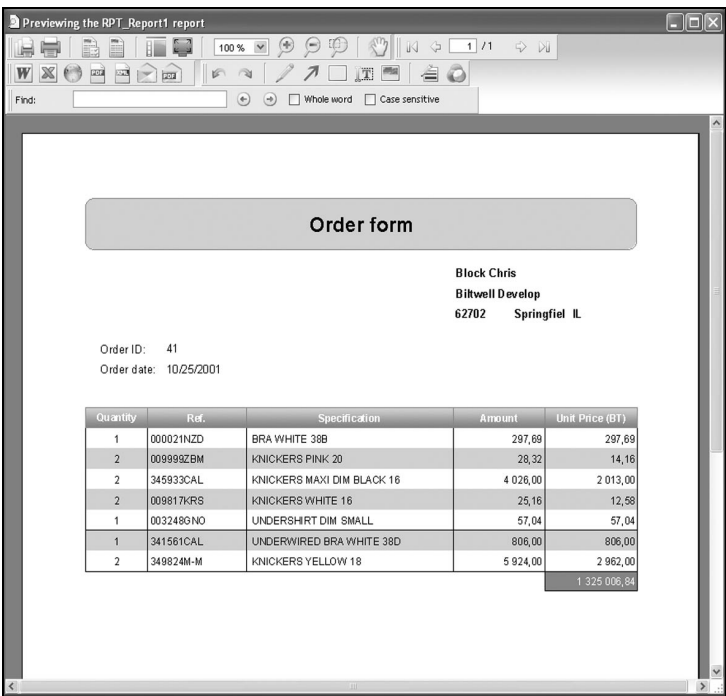 Previewing the RPT_Report1 report
100 % 1 /1
W X PDF XML PDF T
Find: Whole word Case sensitive
Order form
Block Chris
Biltwell Develop
62702 Springfiel IL
Order ID: 41
Order date: 10/25/2001
Quantity Ref. Specification Amount Unit Price (BT)
1 000021NZD BRA WHITE 38B 297,69 297,69
2 009999ZBM KNICKERS PINK 20 28,32 14,16
2 345933CAL KNICKERS MAXI DIM BLACK 16 4 026,00 2 013,00
2 009817KRS KNICKERS WHITE 16 25,16 12,58
1 003248GNO UNDERSHIRT DIM SMALL 57,04 57,04
1 341561CAL UNDERWIRED BRA WHITE 38D 806,00 806,00
2 349824M-M KNICKERS YELLOW 18 5 924,00 2 962,00
1 325 006,84